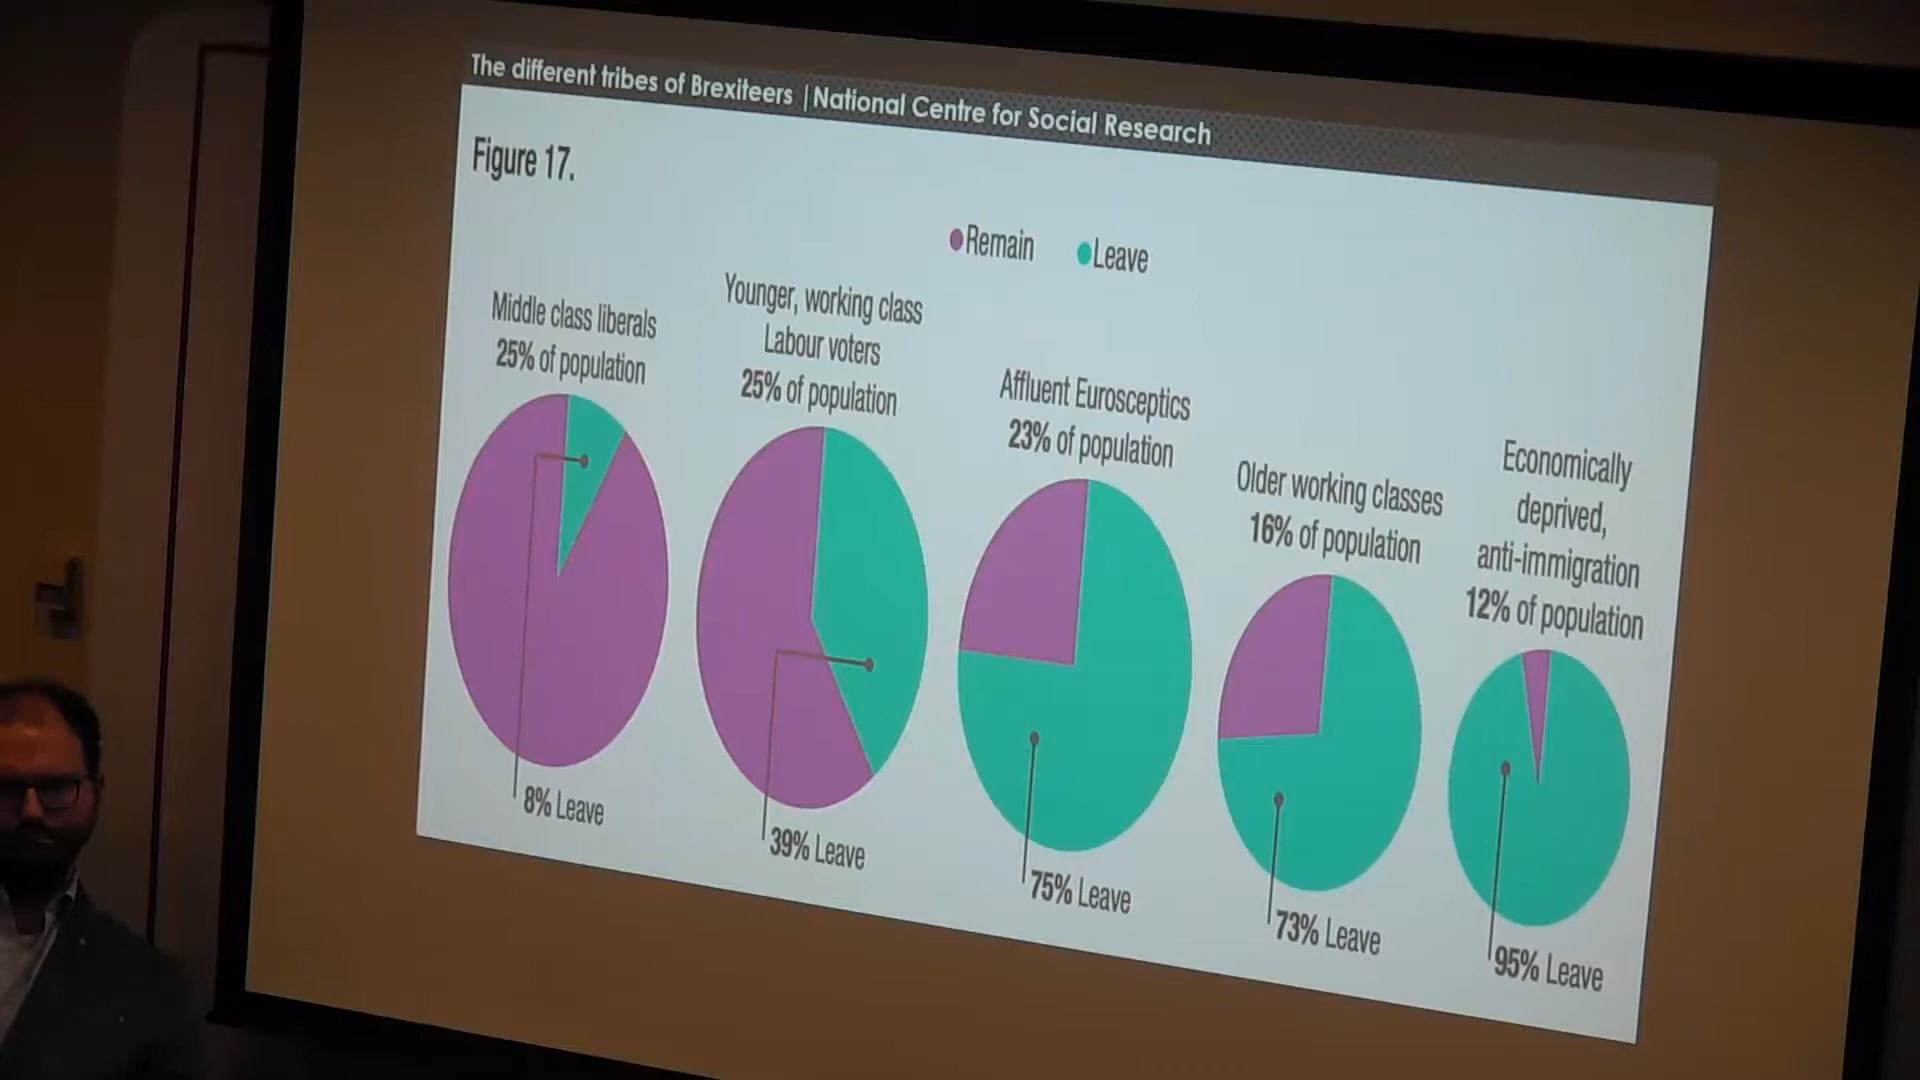 The different tribes of Brexiteers | National Centre for Social Research
Figure 17.
Remain
Leave
Middle class liberals
25% of population
8% Leave
Younger, working class
Labour voters
25% of population
39% Leave
Affluent Eurosceptics
23% of population
75% Leave
Older working classes
16% of population
73% Leave
Economically
deprived,
anti-immigration
12% of population
95% Leave